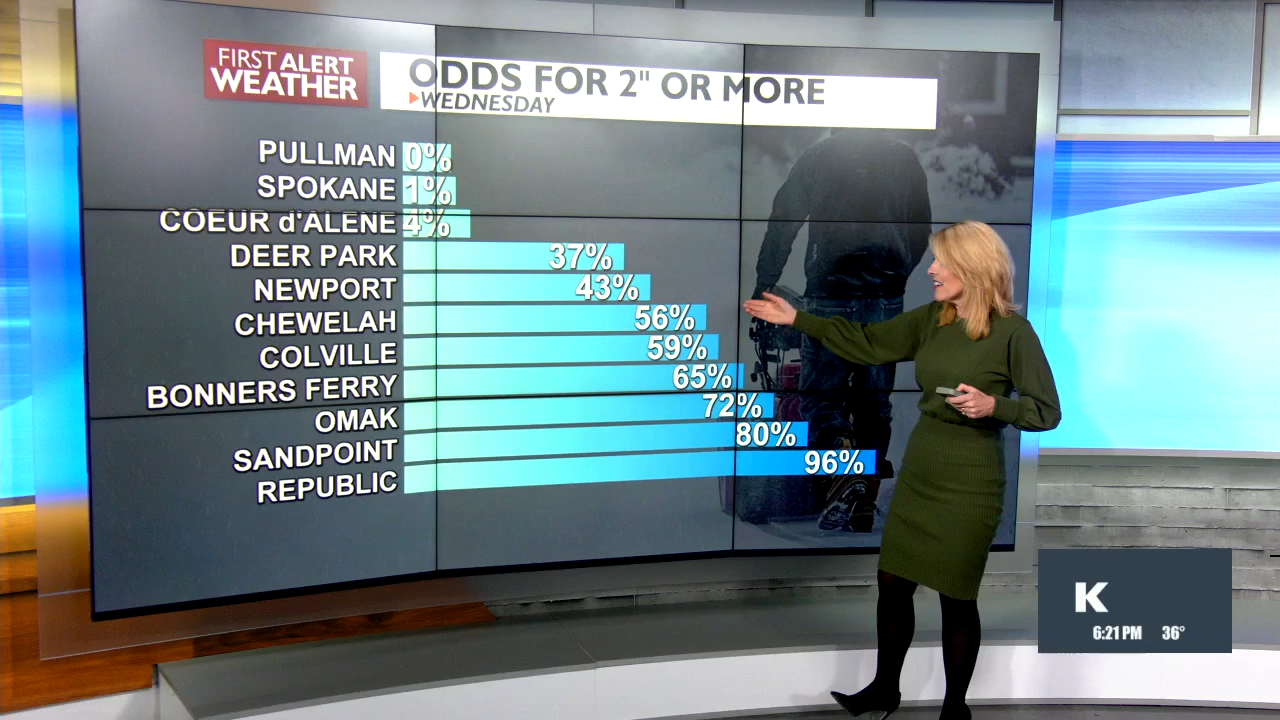 FIRST ALERT
WEATHER
ODDS FOR 2" OR MORE
WEDNESDAY
PULLMAN 0%
SPOKANE 1%
COEUR d'ALENE 4%
DEER PARK 37%
NEWPORT 43%
CHEWELAH 56%
COLVILLE 59%
BONNERS FERRY 65%
OMAK 72%
SANDPOINT 80%
REPUBLIC 96%
K
6:21 PM 36°